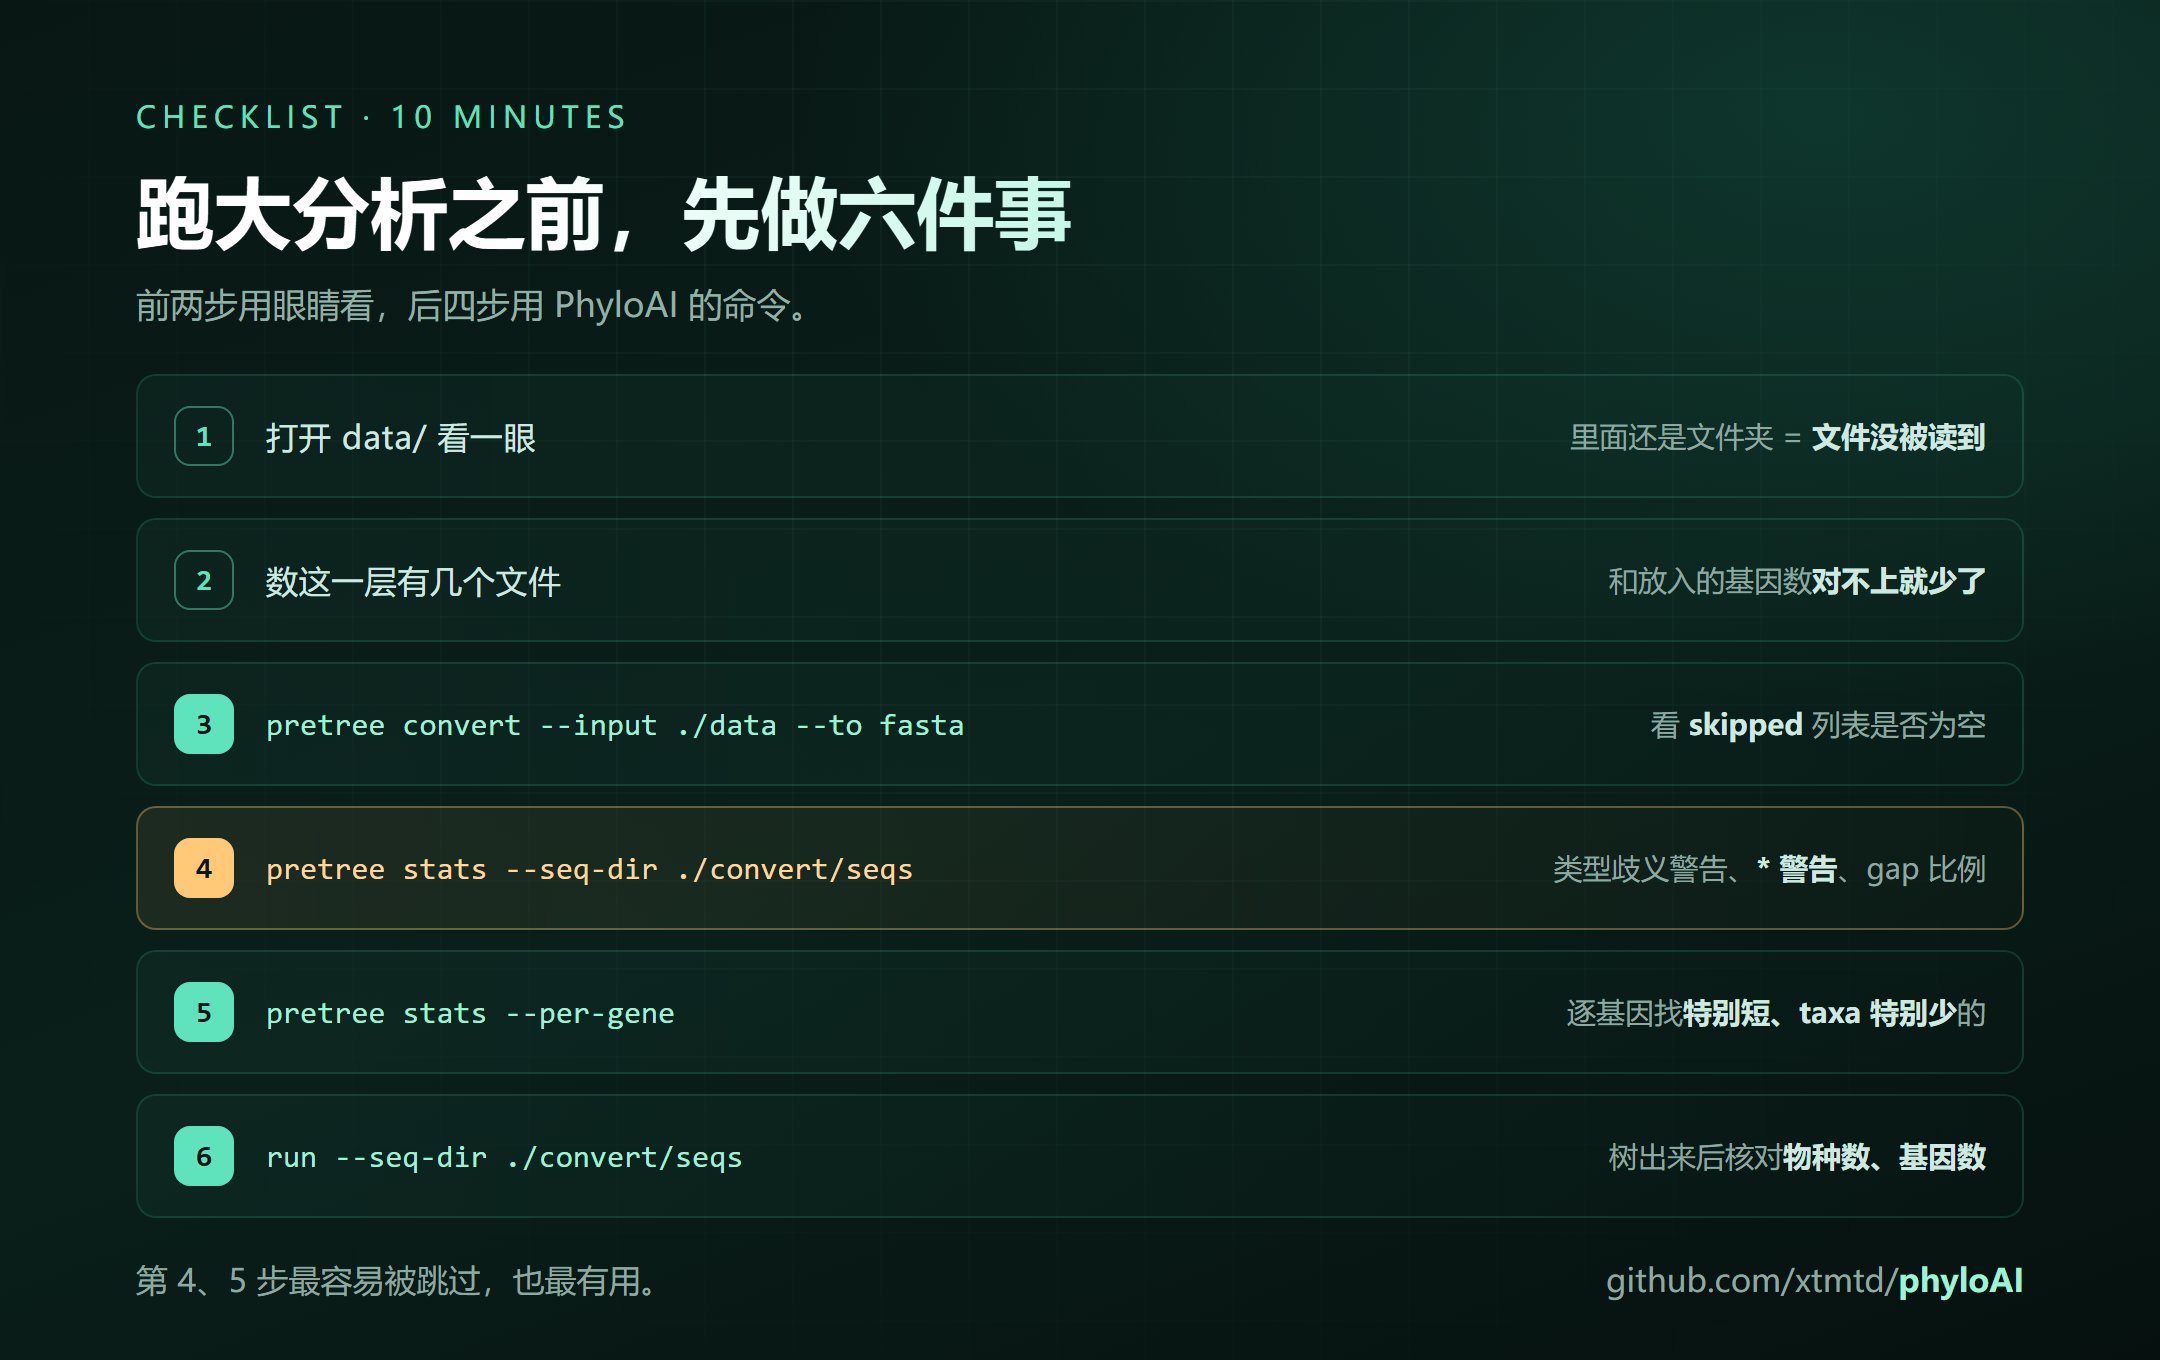 CHECKLIST · 10 MINUTES
跑大分析之前，先做六件事
前两步用眼睛看，后四步用 PhyloAI 的命令。
1 打开 data/ 看一眼 里面还是文件夹 = 文件没被读到
2 数这一层有几个文件 和放入的基因数对不上就少了
3 pretree convert --input ./data --to fasta 看 skipped 列表是否为空
4 pretree stats --seq-dir ./convert/seqs 类型歧义警告、* 警告、gap 比例
5 pretree stats --per-gene 逐基因找特别短、taxa 特别少的
6 run --seq-dir ./convert/seqs 树出来后核对物种数、基因数
第 4、5 步最容易被跳过，也最有用。 github.com/xtmtd/phyloAI